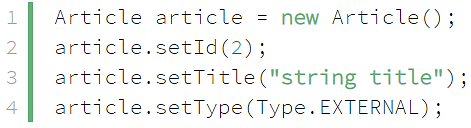 1 Article article = new Article();
2 article.setId(2);
3 article.setTitle("string title");
4 article.setType(Type.EXTERNAL);